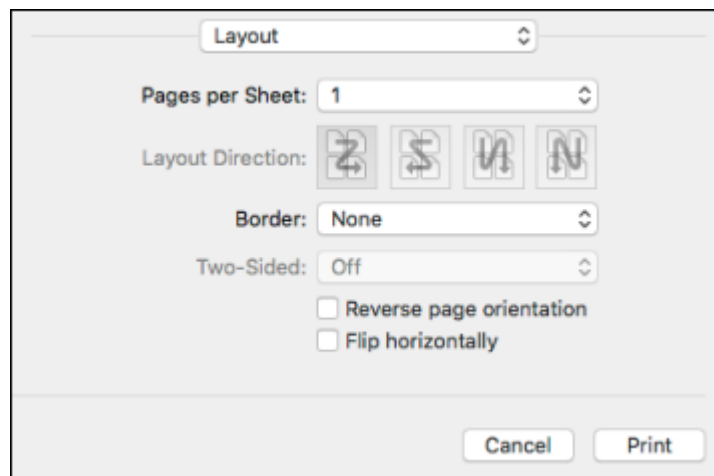 Layout
Pages per Sheet: 1
Layout Direction:
Border: None
Two-Sided: Off
Reverse page orientation
Flip horizontally
Cancel Print